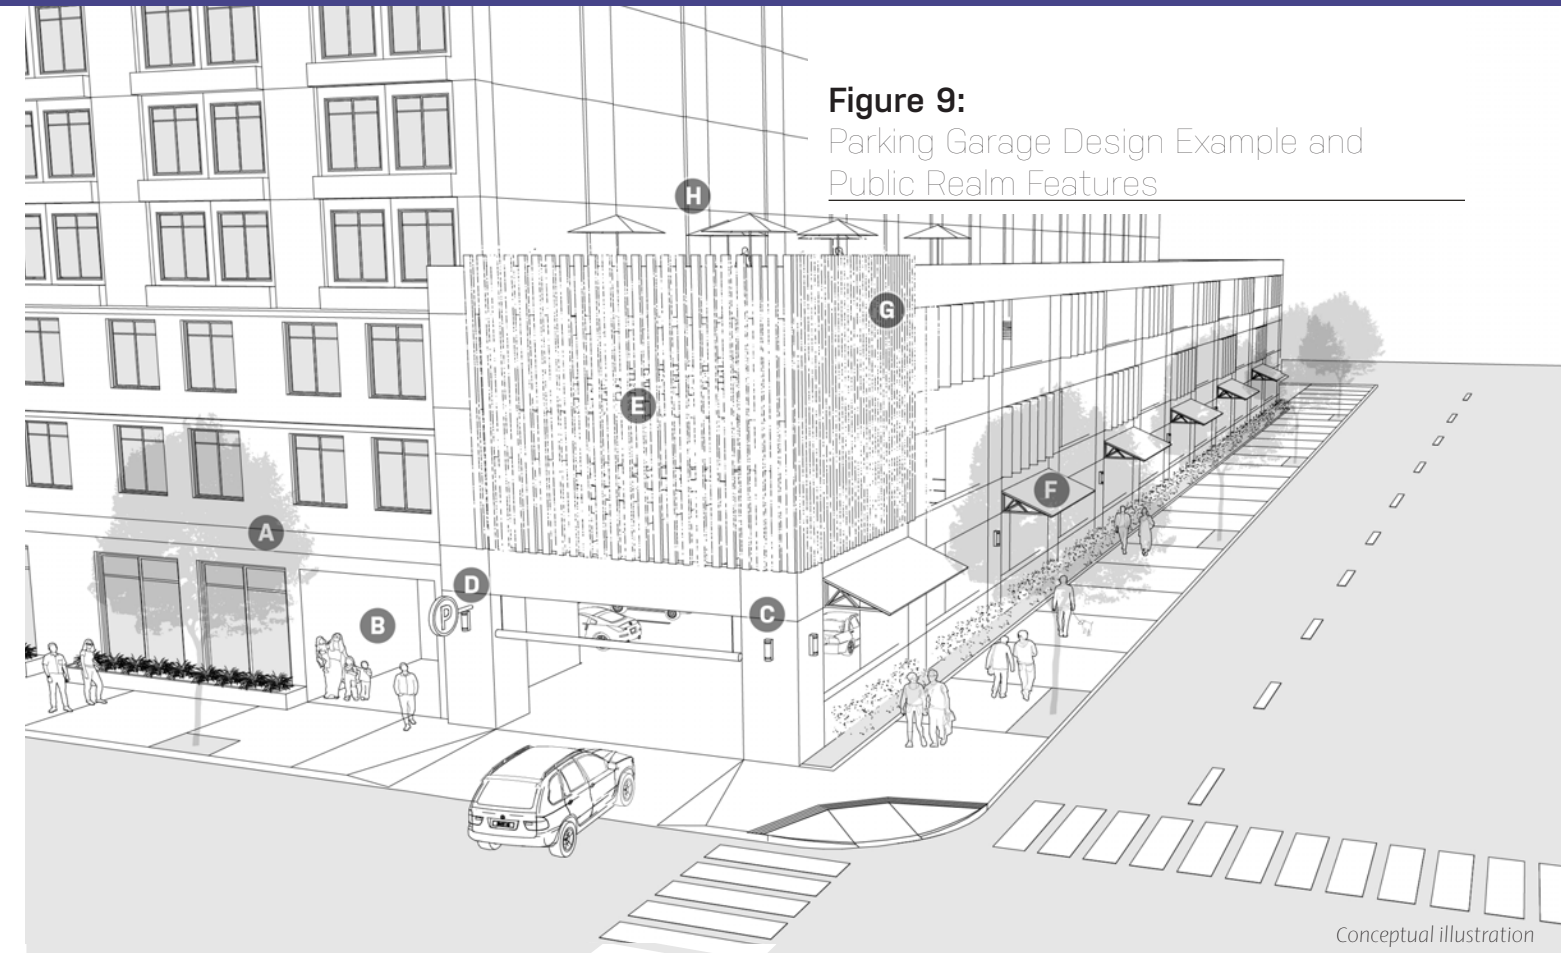 Figure 9:
Parking Garage Design Example and
Public Realm Features
H
G
E
F
A
D
P
B
C
Conceptual illustration